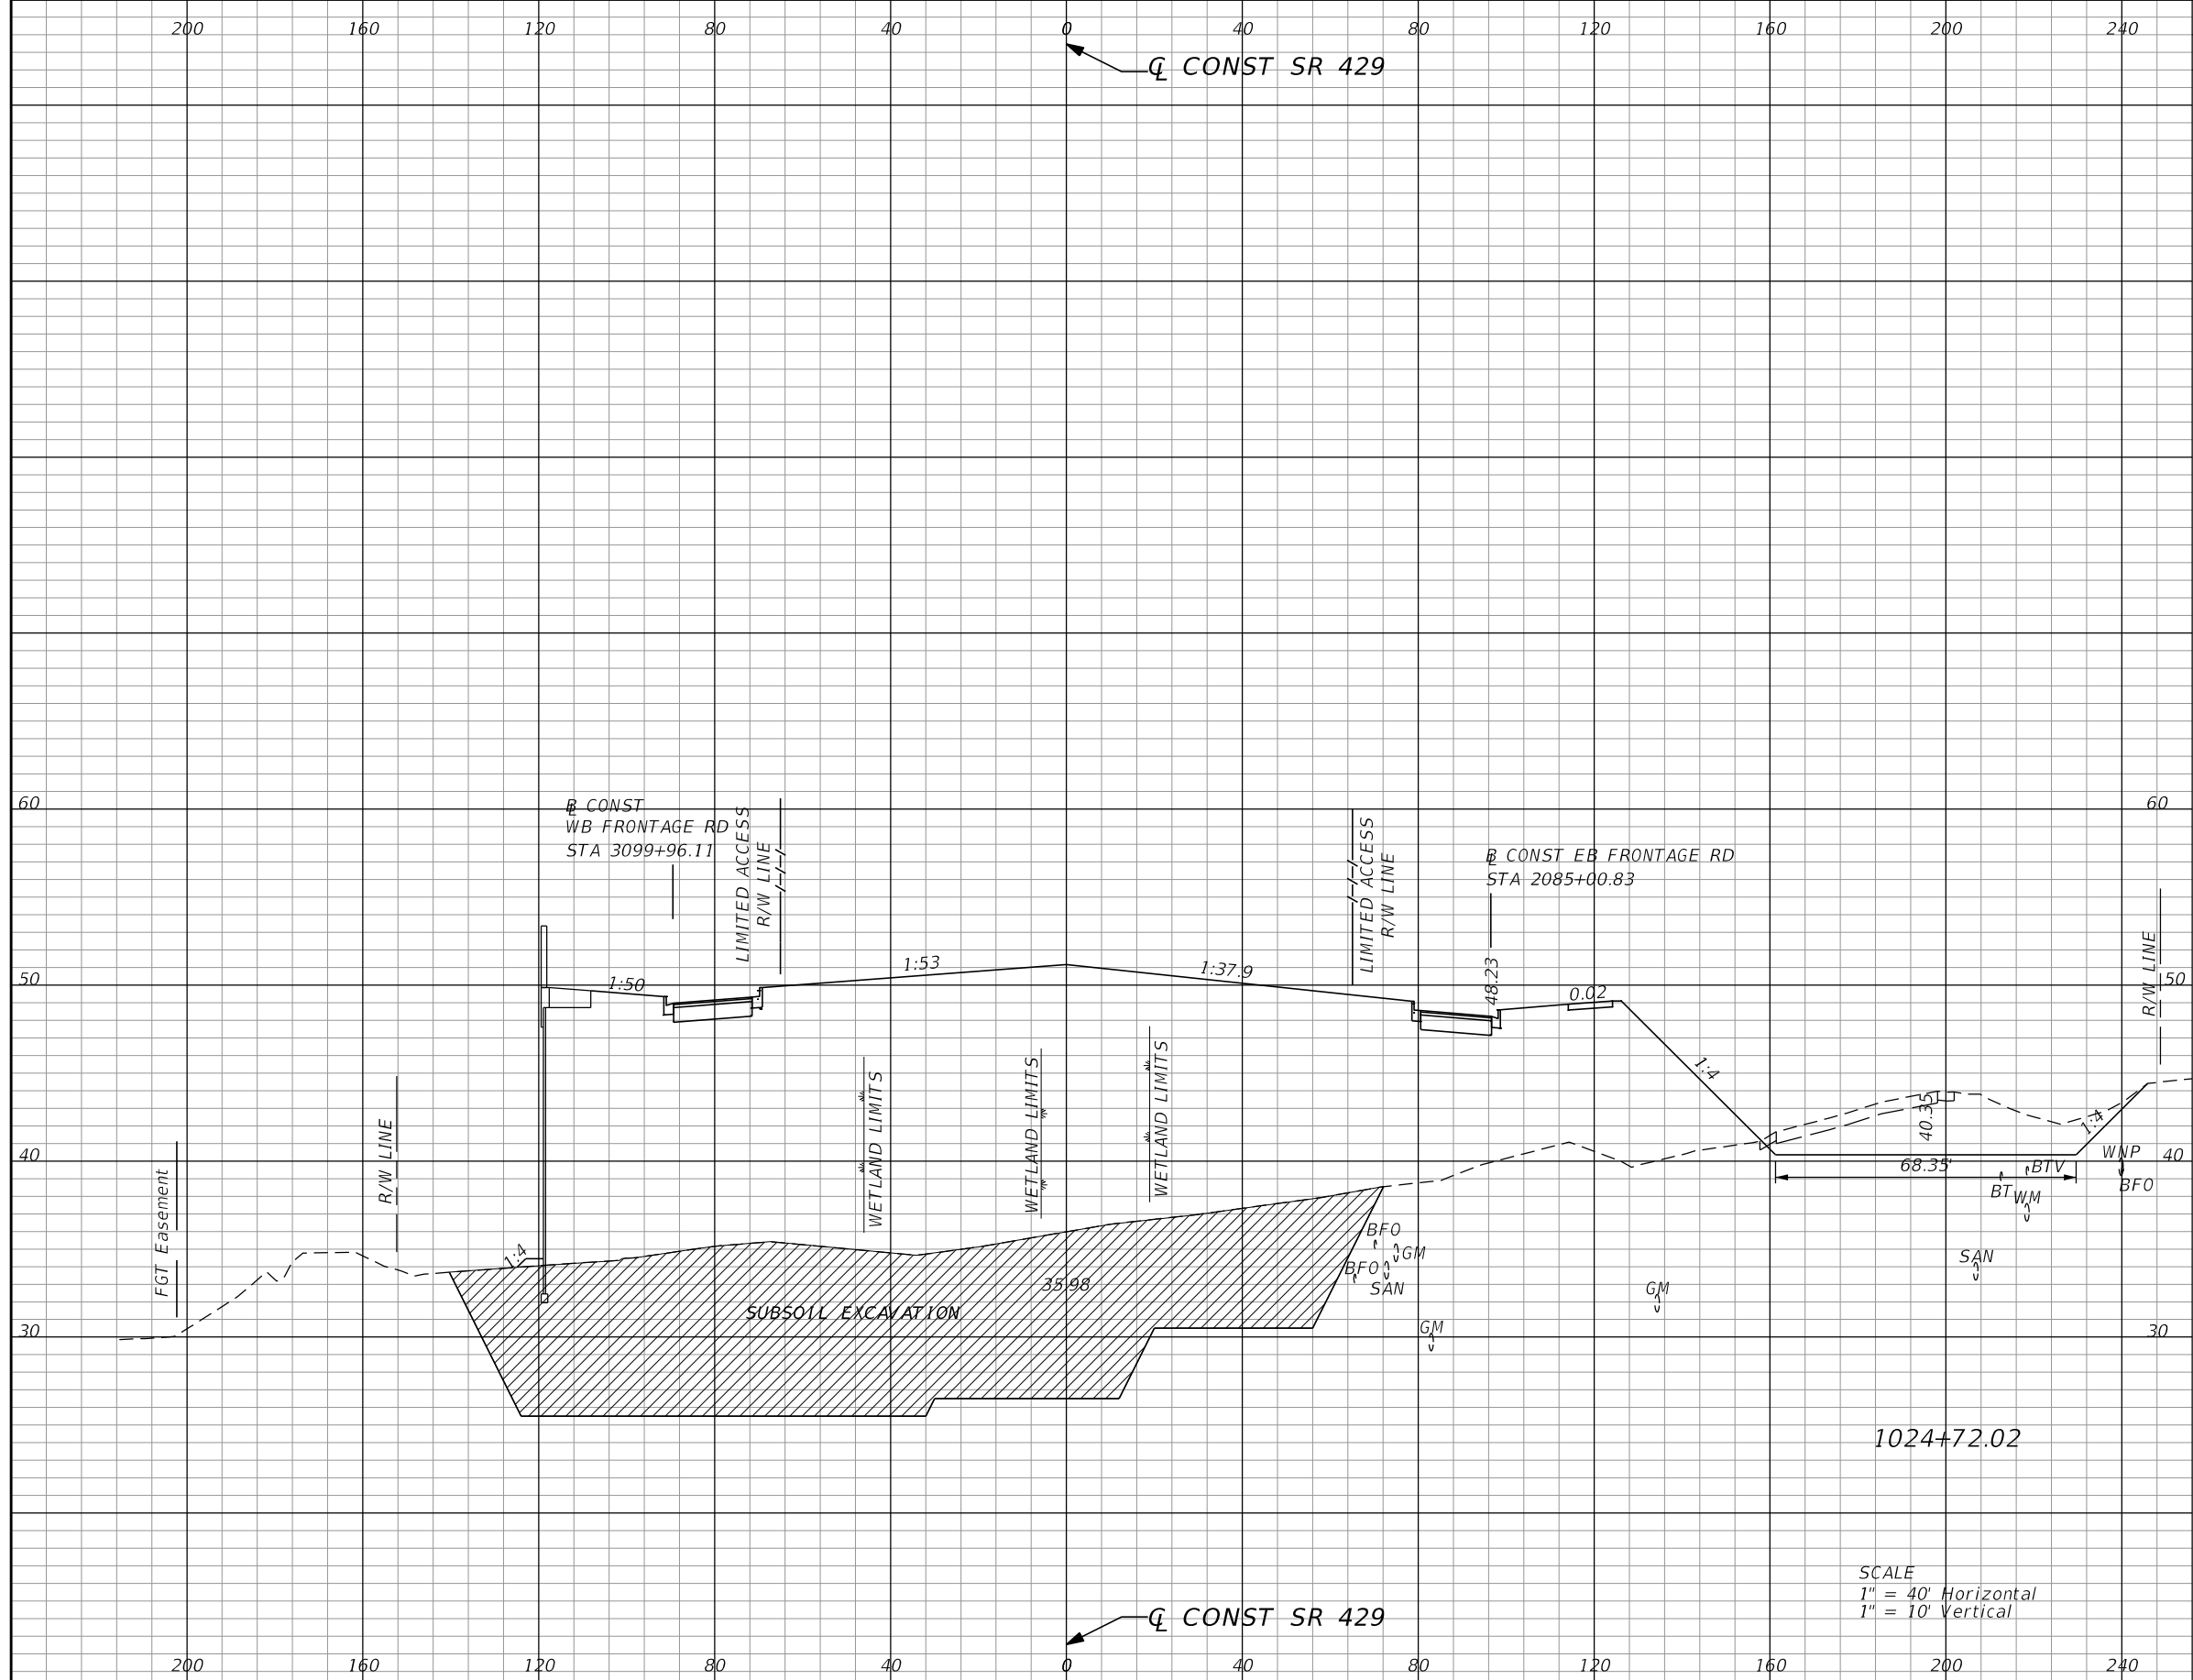 200 160 120 80 40 0 40 80 120 160 200 240
℄ CONST SR 429
60 60
B̲L CONST
WB FRONTAGE RD
STA 3099+96.11
LIMITED ACCESS
R/W LINE
LIMITED ACCESS
R/W LINE
B̲L CONST EB FRONTAGE RD
STA 2085+00.83
R/W LINE
50 50
1:50
1:53
1:37.9
48.23
0.02
1:4
WETLAND LIMITS
WETLAND LIMITS
WETLAND LIMITS
R/W LINE
FGT Easement
40 40
40.35
1:4
68.35'
BTV
BT
WM
WNP
BFO
1:4
BFO
GM
BFO
SAN
SAN
GM
GM
35.98
SUBSOIL EXCAVATION
30 30
1024+72.02
SCALE
1" = 40' Horizontal
1" = 10' Vertical
℄ CONST SR 429
200 160 120 80 40 0 40 80 120 160 200 240